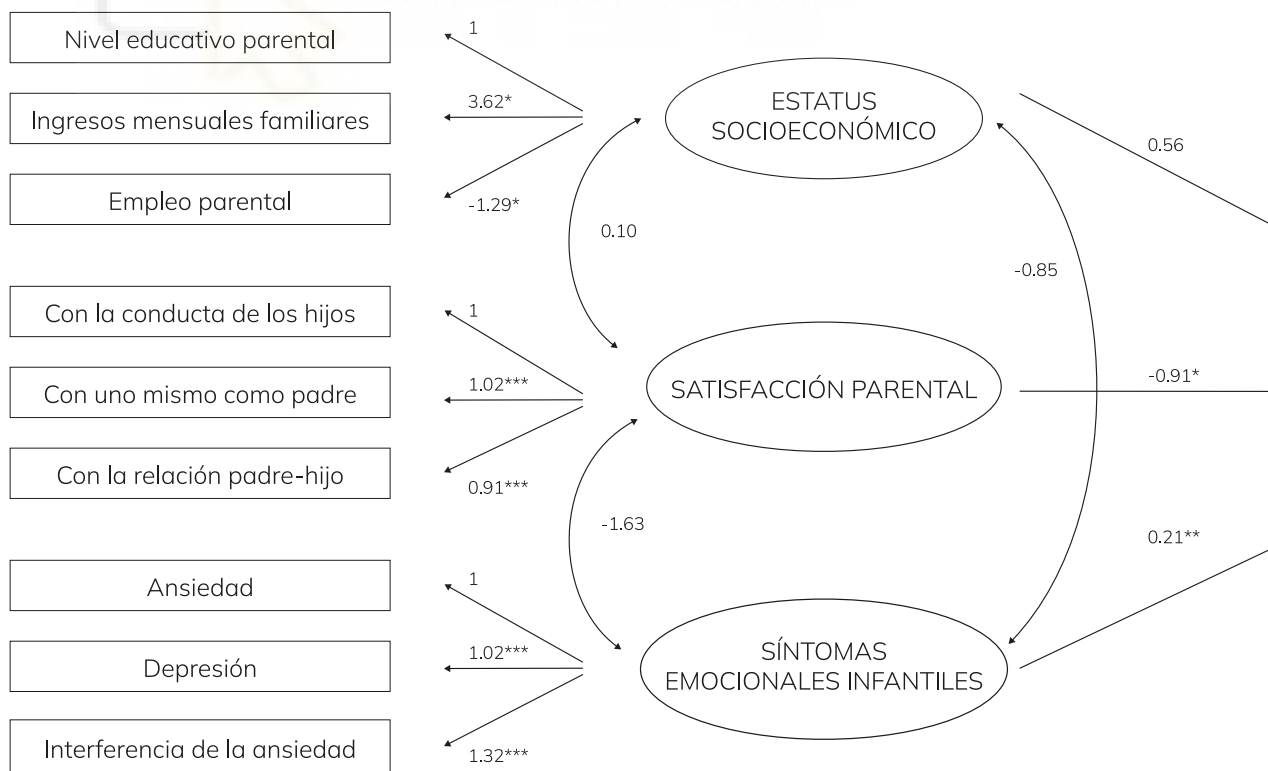 Nivel educativo parental
Ingresos mensuales familiares
Empleo parental
1
3.62*
-1.29*
ESTATUS
SOCIOECONÓMICO
0.56
0.10
-0.85
Con la conducta de los hijos
Con uno mismo como padre
Con la relación padre-hijo
1
1.02***
0.91***
SATISFACCIÓN PARENTAL
-0.91*
-1.63
0.21**
Ansiedad
Depresión
Interferencia de la ansiedad
1
1.02***
1.32***
SÍNTOMAS
EMOCIONALES INFANTILES